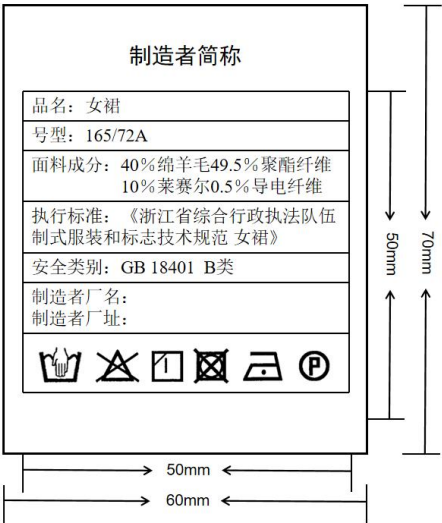 制造者简称
品名：女裙
号型：165/72A
面料成分：40%绵羊毛49.5%聚酯纤维
10%莱赛尔0.5%导电纤维
执行标准：《浙江省综合行政执法队伍
制式服装和标志技术规范 女裙》
安全类别：GB 18401 B类
制造者厂名：
制造者厂址：
P
50mm
70mm
50mm
60mm